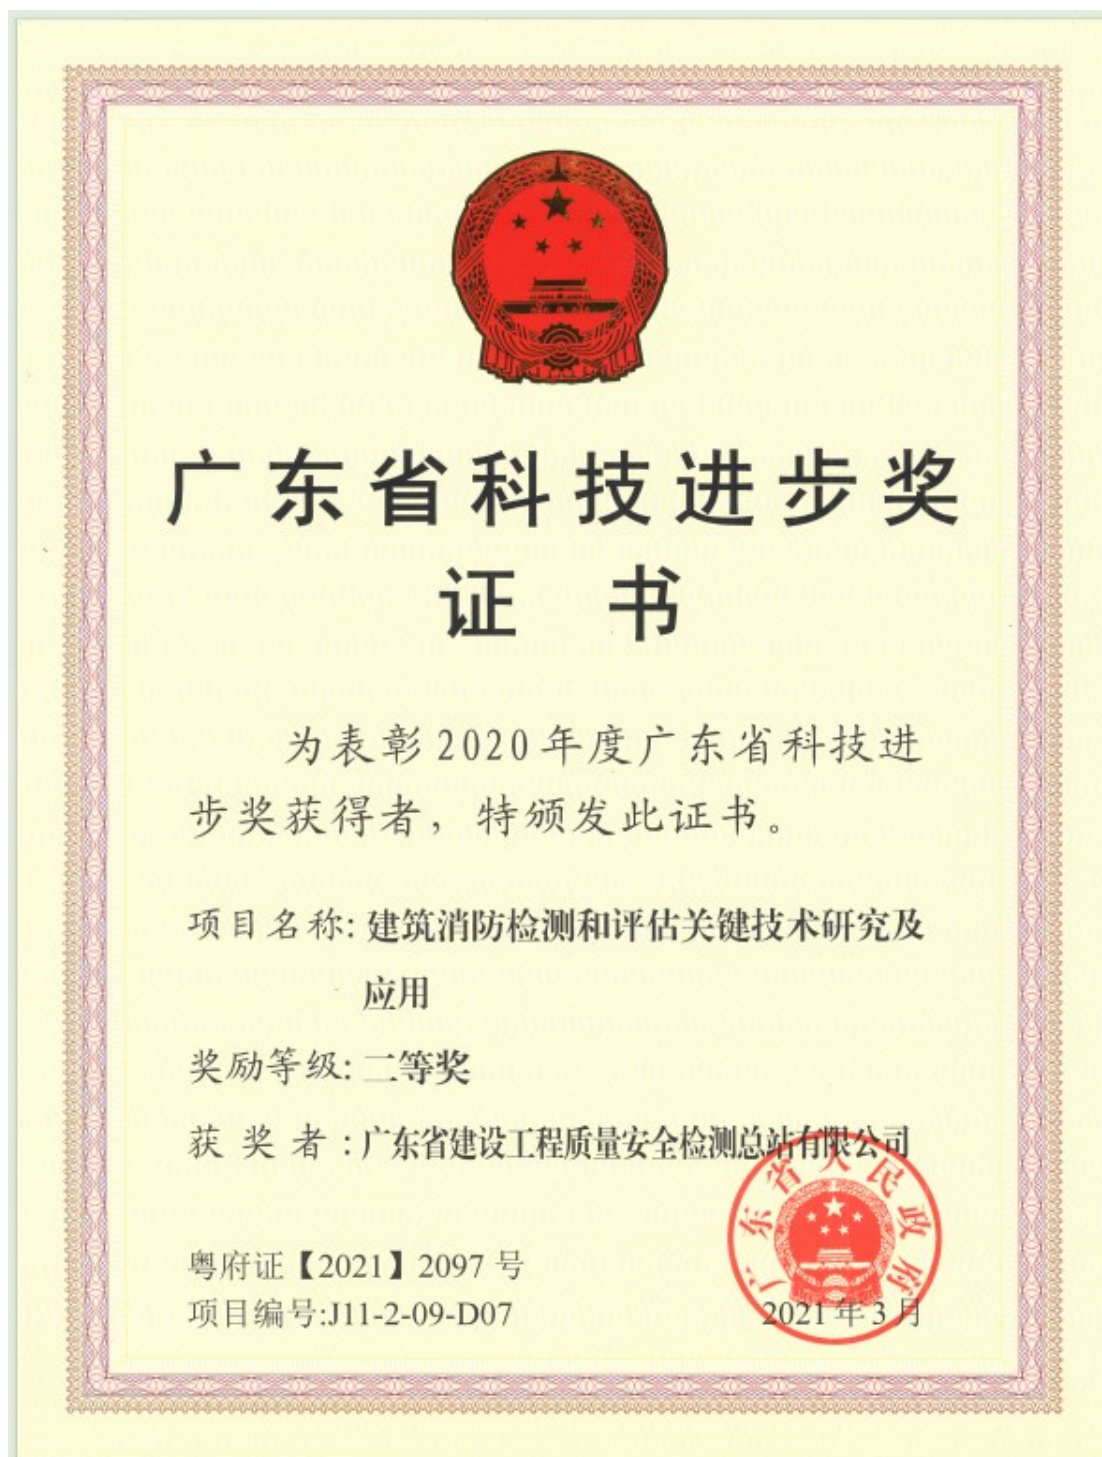 广东省科技进步奖
证 书
为表彰2020年度广东省科技进
步奖获得者，特颁发此证书。
项目名称:建筑消防检测和评估关键技术研究及
应用
奖励等级:二等奖
获 奖 者:广东省建设工程质量安全检测总站有限公司
广东省人民政府
粤府证【2021】2097 号
项目编号:J11-2-09-D07
2021年3月